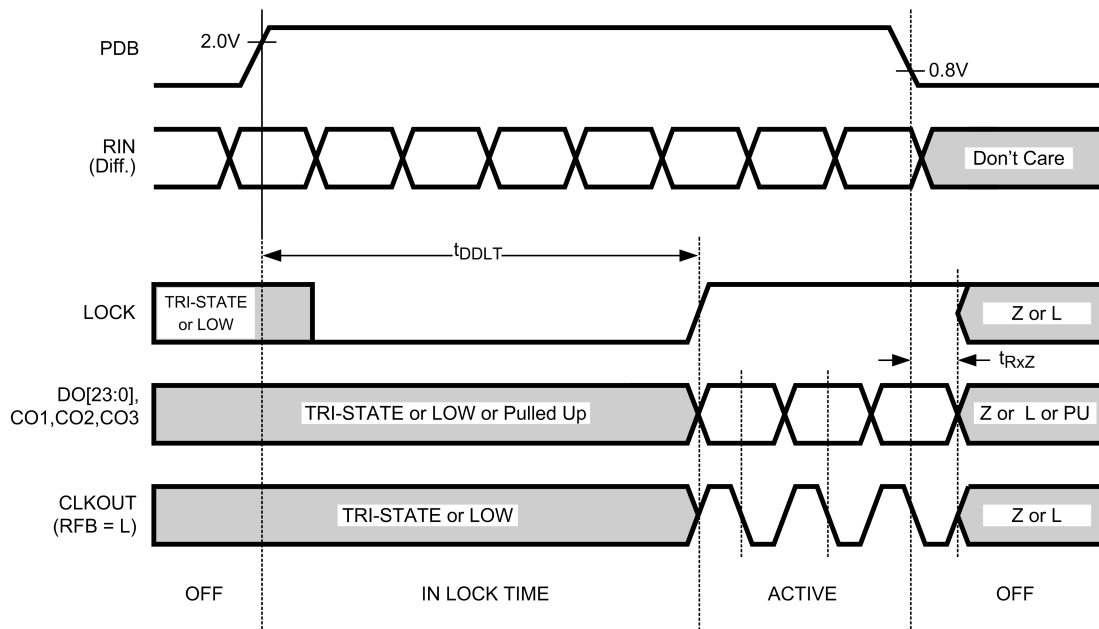 PDB
2.0V
0.8V
RIN
(Diff.)
Don't Care
tDDLT
LOCK
TRI-STATE
or LOW
Z or L
tRxZ
DO[23:0],
CO1,CO2,CO3
TRI-STATE or LOW or Pulled Up
Z or L or PU
CLKOUT
(RFB = L)
TRI-STATE or LOW
Z or L
OFF
IN LOCK TIME
ACTIVE
OFF